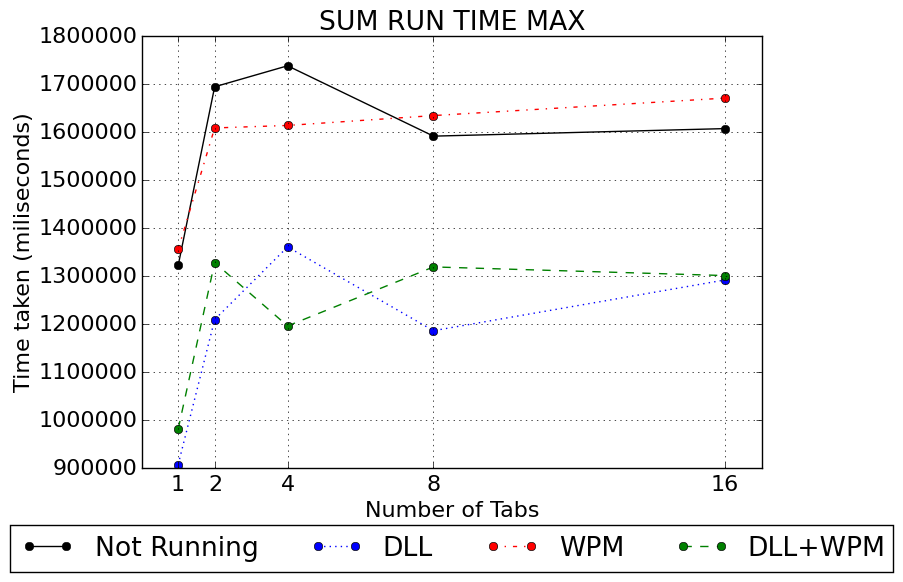 SUM RUN TIME MAX
1800000
1700000
1600000
1500000
1400000
1300000
1200000
1100000
1000000
900000
Time taken (miliseconds)
1 2 4 8 16
Number of Tabs
Not Running DLL WPM DLL+WPM